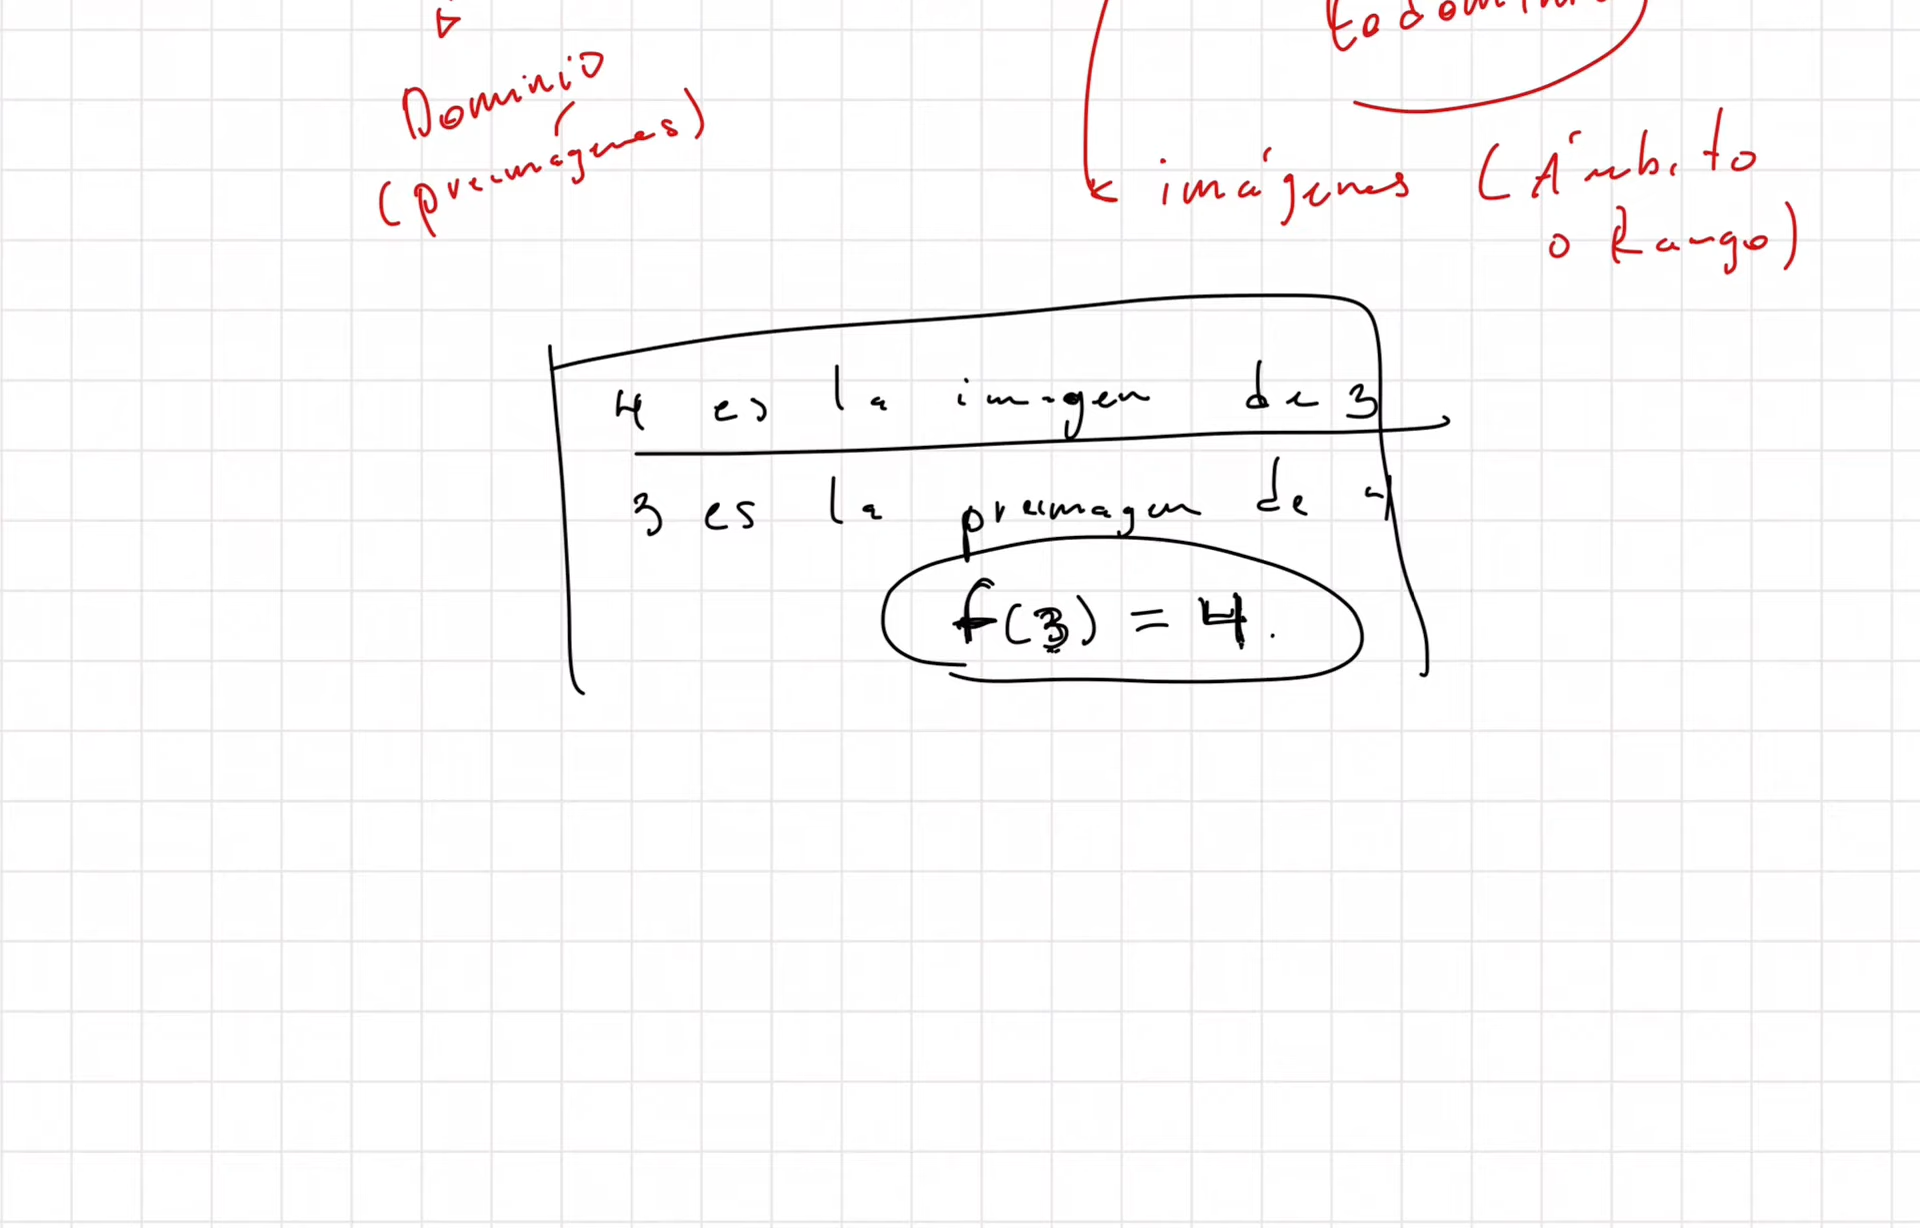 Dominio
(preimágenes)
imágenes (Ámbito
o Rango)
4 es la imagen de 3
3 es la preimagen de 4
f(3) = 4.